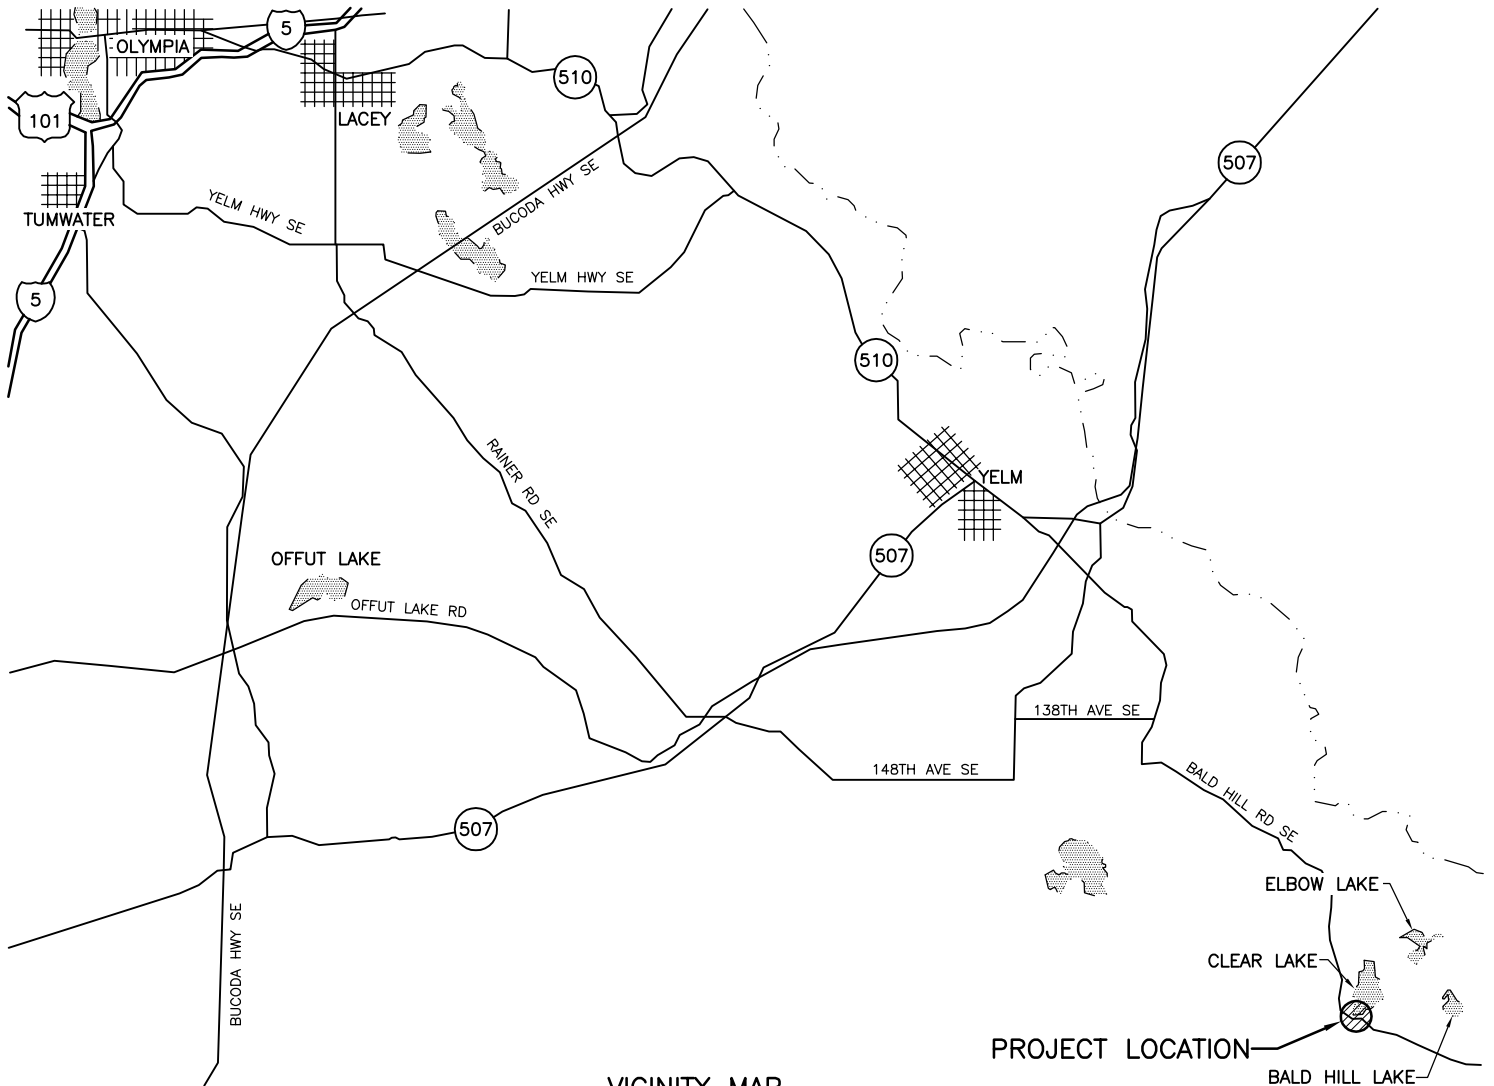 5
OLYMPIA
510
101
LACEY
507
TUMWATER
YELM HWY SE
BUCODA HWY SE
YELM HWY SE
5
510
RAINER RD SE
YELM
507
OFFUT LAKE
OFFUT LAKE RD
138TH AVE SE
148TH AVE SE
BALD HILL RD SE
507
ELBOW LAKE
BUCODA HWY SE
CLEAR LAKE
PROJECT LOCATION
BALD HILL LAKE
VICINITY MAP